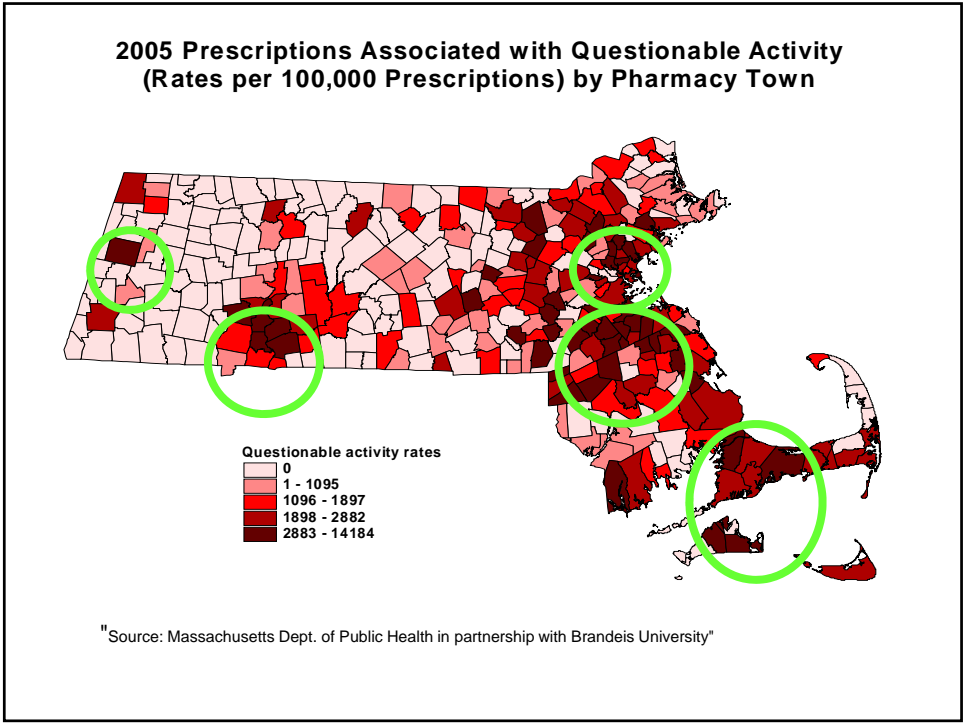 2005 Prescriptions Associated with Questionable Activity
(Rates per 100,000 Prescriptions) by Pharmacy Town
Questionable activity rates
0
1 - 1095
1096 - 1897
1898 - 2882
2883 - 14184
"Source: Massachusetts Dept. of Public Health in partnership with Brandeis University"